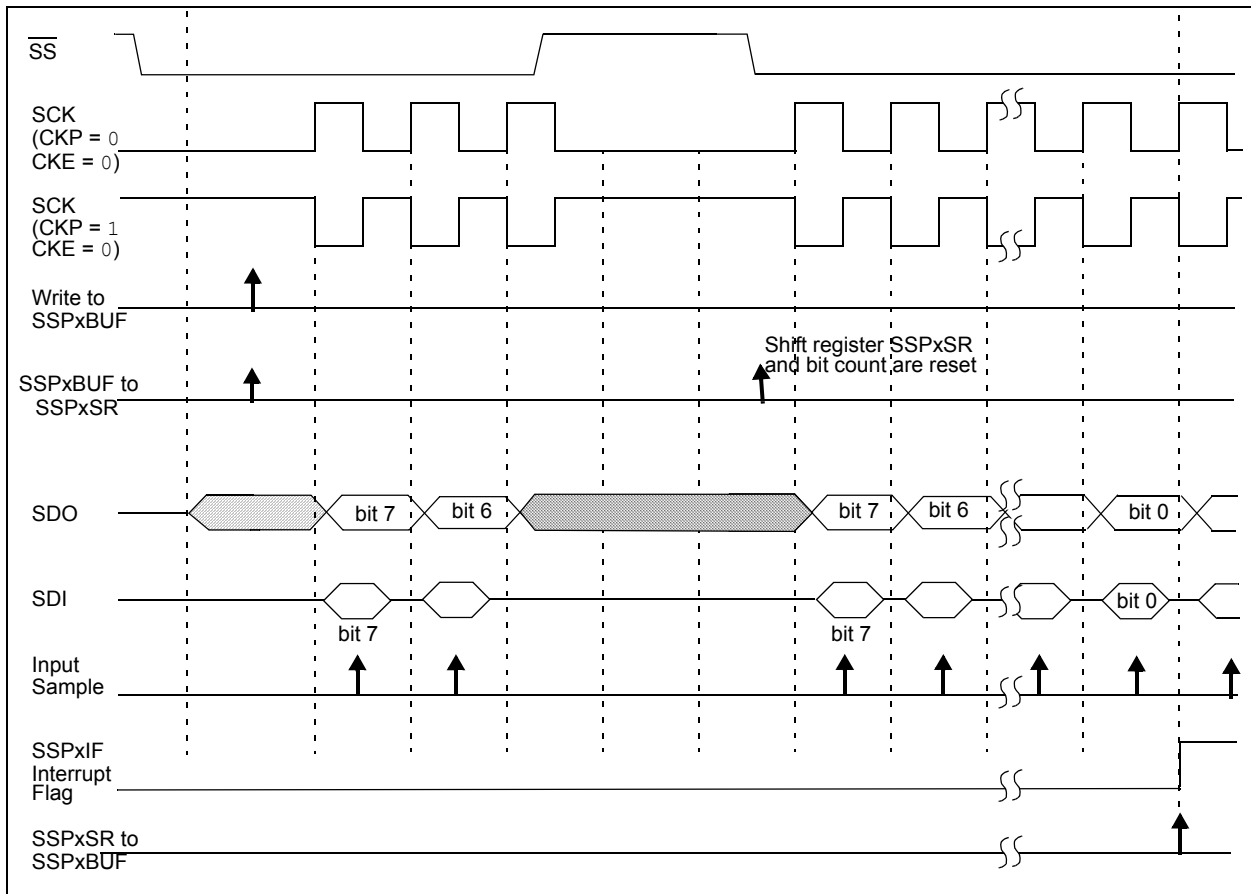 SS
SCK
(CKP = 0
CKE = 0)
SCK
(CKP = 1
CKE = 0)
Write to
SSPxBUF
Shift register SSPxSR
and bit count are reset
SSPxBUF to
SSPxSR
SDO
bit 7
bit 6
bit 7
bit 6
bit 0
SDI
bit 0
bit 7
bit 7
Input
Sample
SSPxIF
Interrupt
Flag
SSPxSR to
SSPxBUF